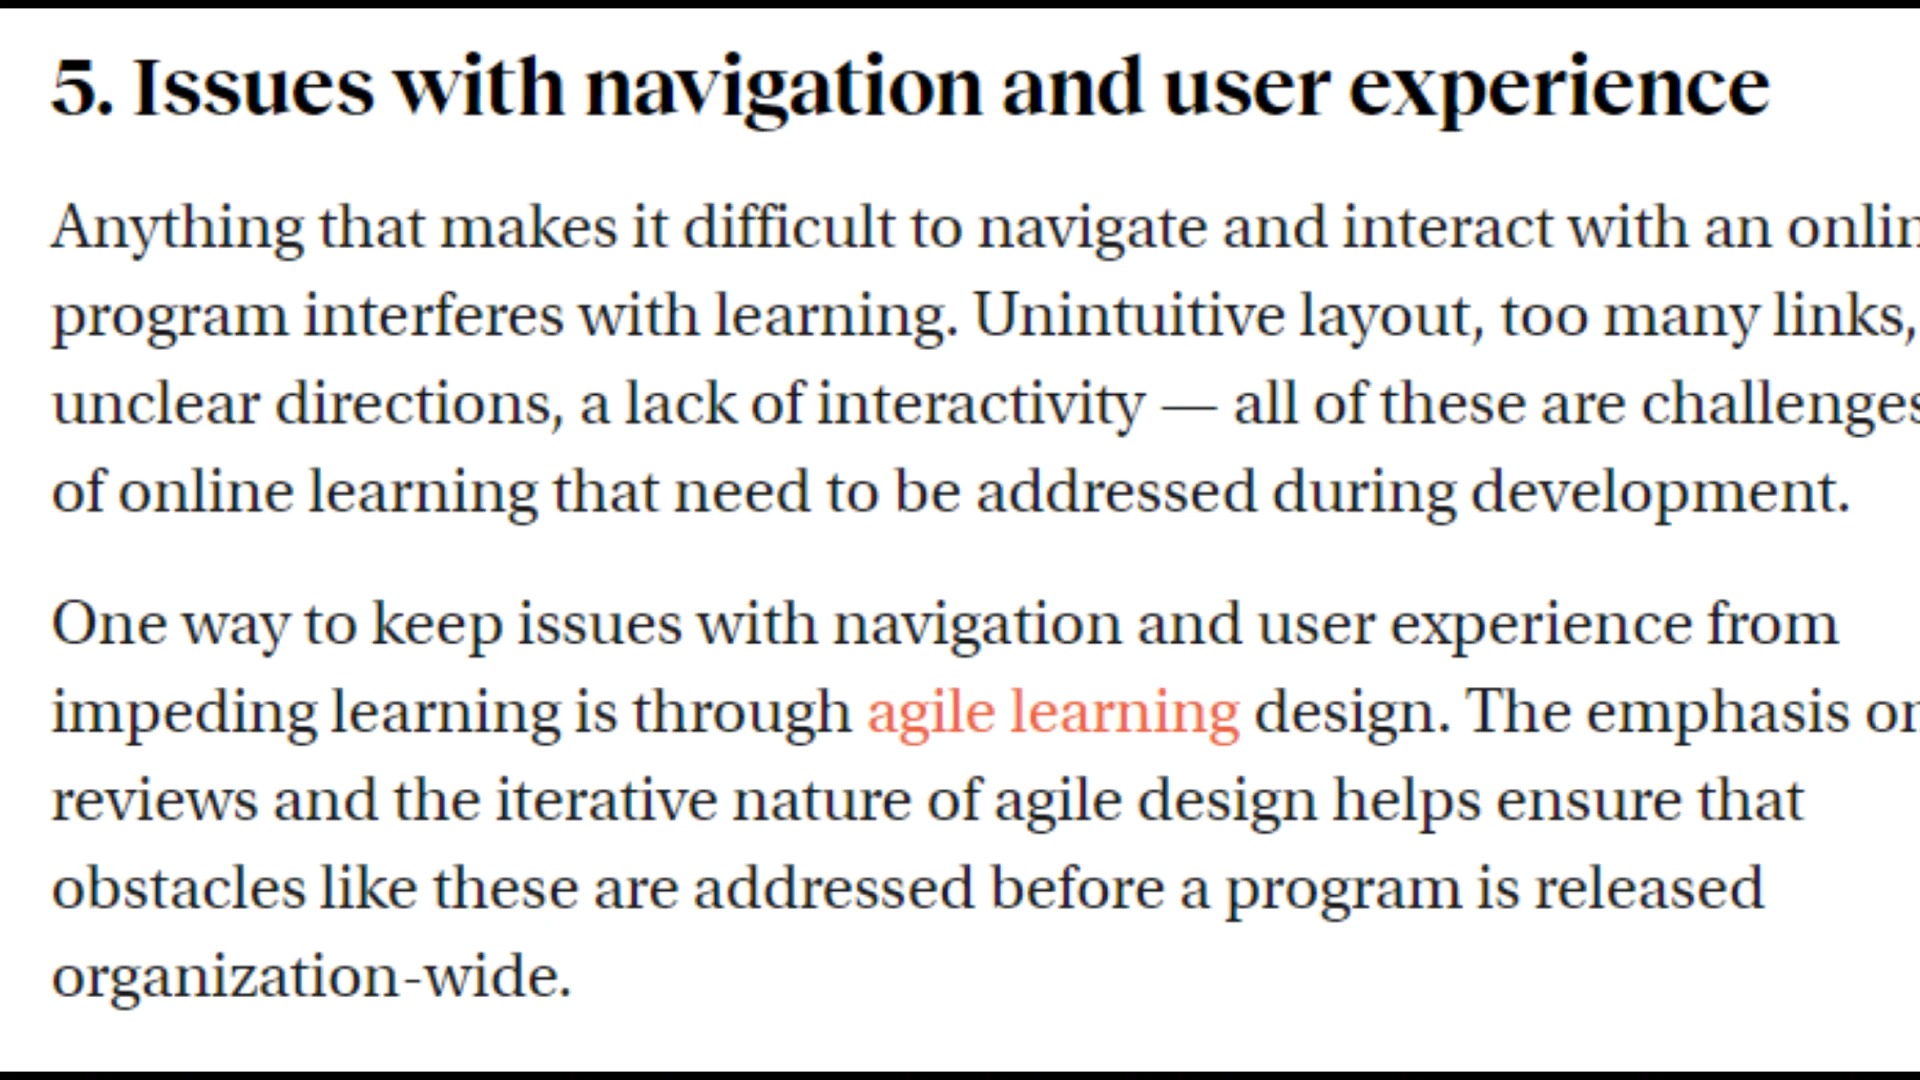 5. Issues with navigation and user experience
Anything that makes it difficult to navigate and interact with an onlin
program interferes with learning. Unintuitive layout, too many links,
unclear directions, a lack of interactivity — all of these are challenges
of online learning that need to be addressed during development.
One way to keep issues with navigation and user experience from
impeding learning is through agile learning design. The emphasis on
reviews and the iterative nature of agile design helps ensure that
obstacles like these are addressed before a program is released
organization-wide.